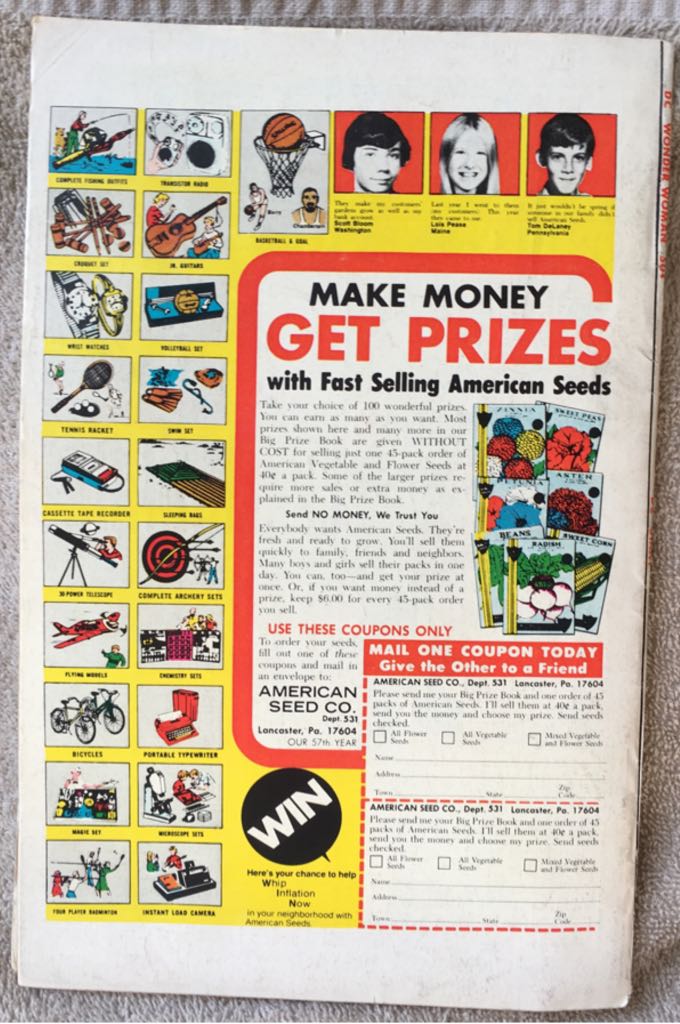 COMPLETE FISHING OUTFITS
TRANSISTOR RADIO
CROQUET SET
JR. GUITARS
WRIST WATCHES
VOLLEYBALL SET
TENNIS RACKET
SWIM SET
CASSETTE TAPE RECORDER
SLEEPING BAGS
30 POWER TELESCOPE
COMPLETE ARCHERY SETS
FLYING MODELS
CHEMISTRY SETS
BICYCLES
PORTABLE TYPEWRITER
MAGIC SET
MICROSCOPE SETS
FOUR PLAYER BADMINTON
INSTANT LOAD CAMERA
SPALDING
Barry
Chamberlain
BASKETBALL & GOAL
They make my customers'
gardens grow as well as my
bank account.
Scott Bloom
Washington
Last year I went to them
(my customers). This year
they came to me.
Lois Pease
Maine
It just wouldn't be spring if
someone in our family didn't
sell American Seeds.
Tom DeLaney
Pennsylvania
MAKE MONEY
GET PRIZES
with Fast Selling American Seeds
Take your choice of 100 wonderful prizes.
You can earn as many as you want. Most
prizes shown here and many more in our
Big Prize Book are given WITHOUT
COST for selling just one 45-pack order of
American Vegetable and Flower Seeds at
40¢ a pack. Some of the larger prizes re-
quire more sales or extra money as ex-
plained in the Big Prize Book.
Send NO MONEY, We Trust You
Everybody wants American Seeds. They're
fresh and ready to grow. You'll sell them
quickly to family, friends and neighbors.
Many boys and girls sell their packs in one
day. You can, too—and get your prize at
once. Or, if you want money instead of a
prize, keep $6.00 for every 45-pack order
you sell.
ZINNIA
SWEET PEAS
PETUNIA
ASTER
BEANS
RADISH
SWEET CORN
USE THESE COUPONS ONLY
To order your seeds,
fill out one of these
coupons and mail in
an envelope to:
AMERICAN
SEED CO.
Dept. 531
Lancaster, Pa. 17604
OUR 57th YEAR
MAIL ONE COUPON TODAY
Give the Other to a Friend
AMERICAN SEED CO., Dept. 531 Lancaster, Pa. 17604
Please send me your Big Prize Book and one order of 45
packs of American Seeds. I'll sell them at 40¢ a pack,
send you the money and choose my prize. Send seeds
checked.
All Flower Seeds
All Vegetable Seeds
Mixed Vegetable and Flower Seeds
Name
Address
Town State Zip Code
AMERICAN SEED CO., Dept. 531 Lancaster, Pa. 17604
Please send me your Big Prize Book and one order of 45
packs of American Seeds. I'll sell them at 40¢ a pack,
send you the money and choose my prize. Send seeds
checked.
All Flower Seeds
All Vegetable Seeds
Mixed Vegetable and Flower Seeds
Name
Address
Town State Zip Code
WIN
Here's your chance to help
Whip
Inflation
Now
in your neighborhood with
American Seeds.
DC WONDER WOMAN